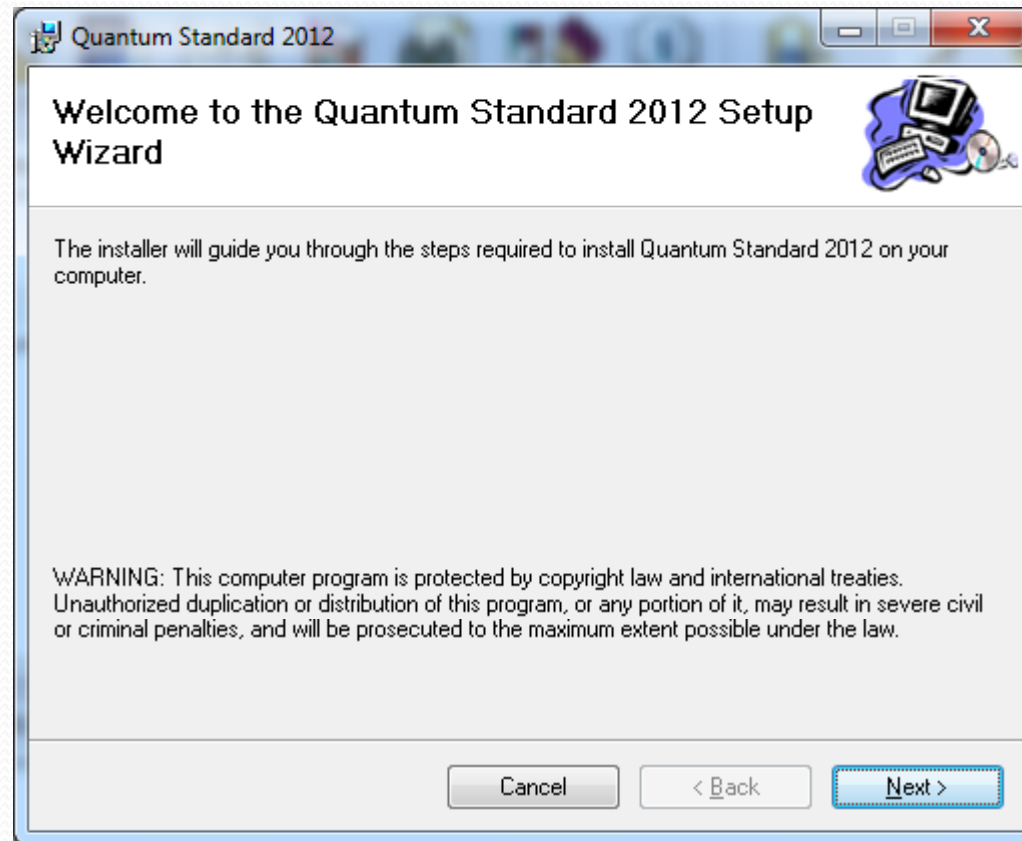 Quantum Standard 2012
Welcome to the Quantum Standard 2012 Setup
Wizard
The installer will guide you through the steps required to install Quantum Standard 2012 on your
computer.
WARNING: This computer program is protected by copyright law and international treaties.
Unauthorized duplication or distribution of this program, or any portion of it, may result in severe civil
or criminal penalties, and will be prosecuted to the maximum extent possible under the law.
Cancel < Back Next >